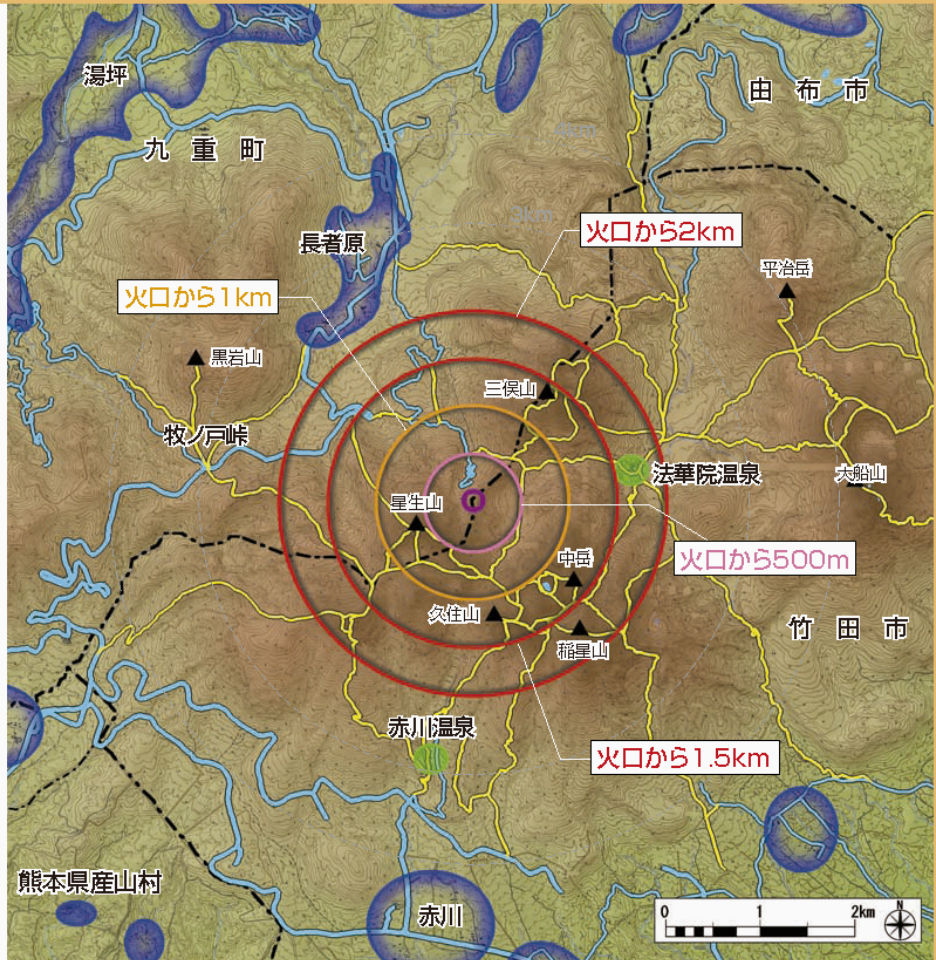 湯坪
由布市
4km
九重町
3km
火口から2km
長者原
平治岳
火口から1km
黒岩山
三俣山
牧ノ戸峠
法華院温泉
大船山
星生山
中岳
火口から500m
久住山
竹田市
稲星山
赤川温泉
火口から1.5km
熊本県産山村
赤川
0 1 2km
N